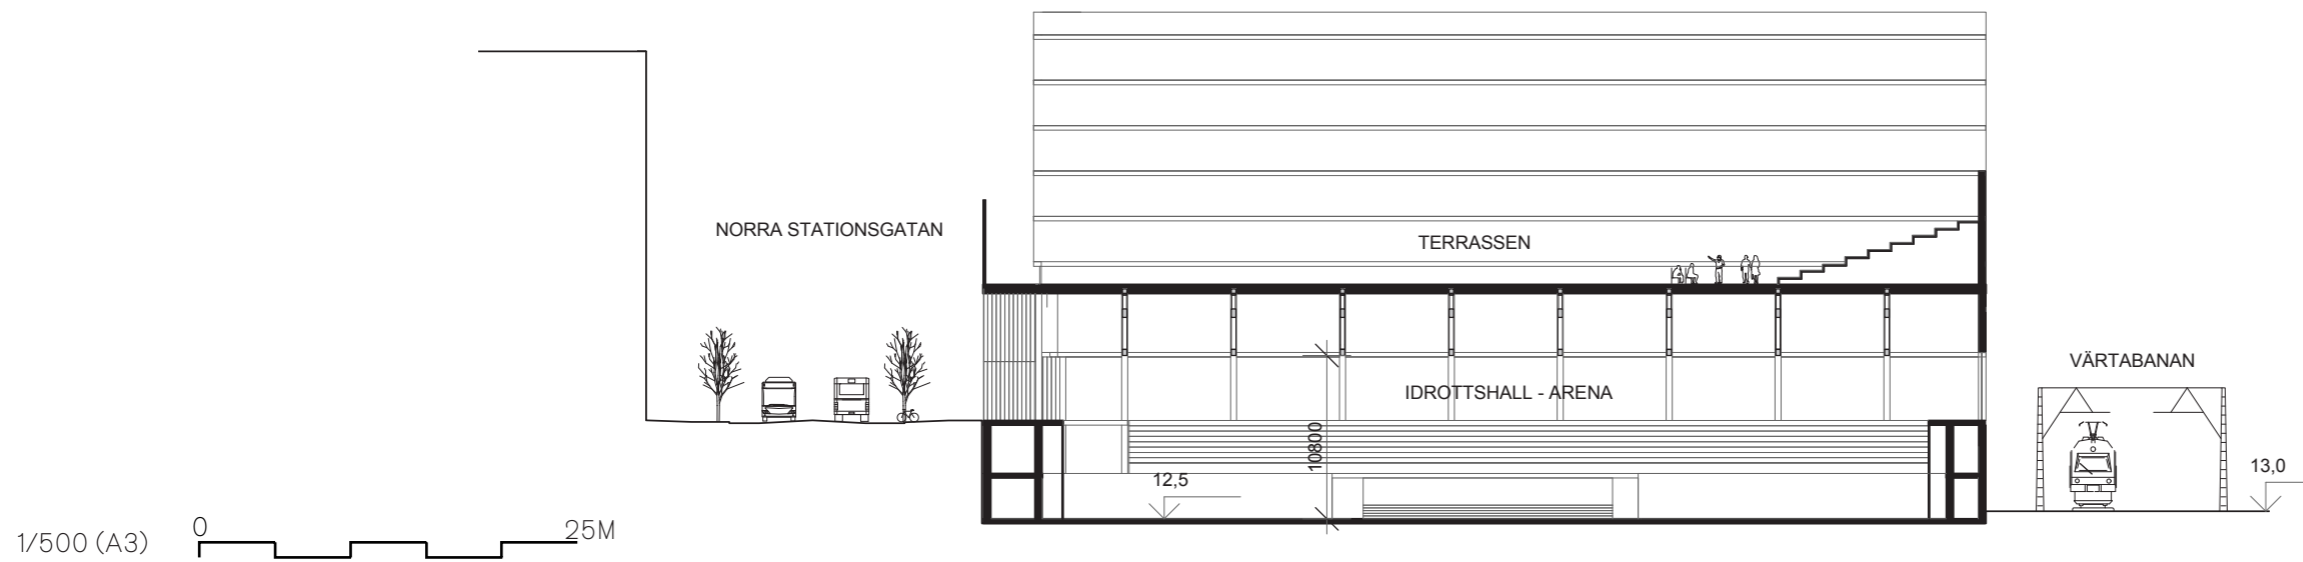 NORRA STATIONSGATAN
TERRASSEN
VÄRTABANAN
IDROTTSHALL - ARENA
10800
12,5
13,0
1/500 (A3)
0
25M